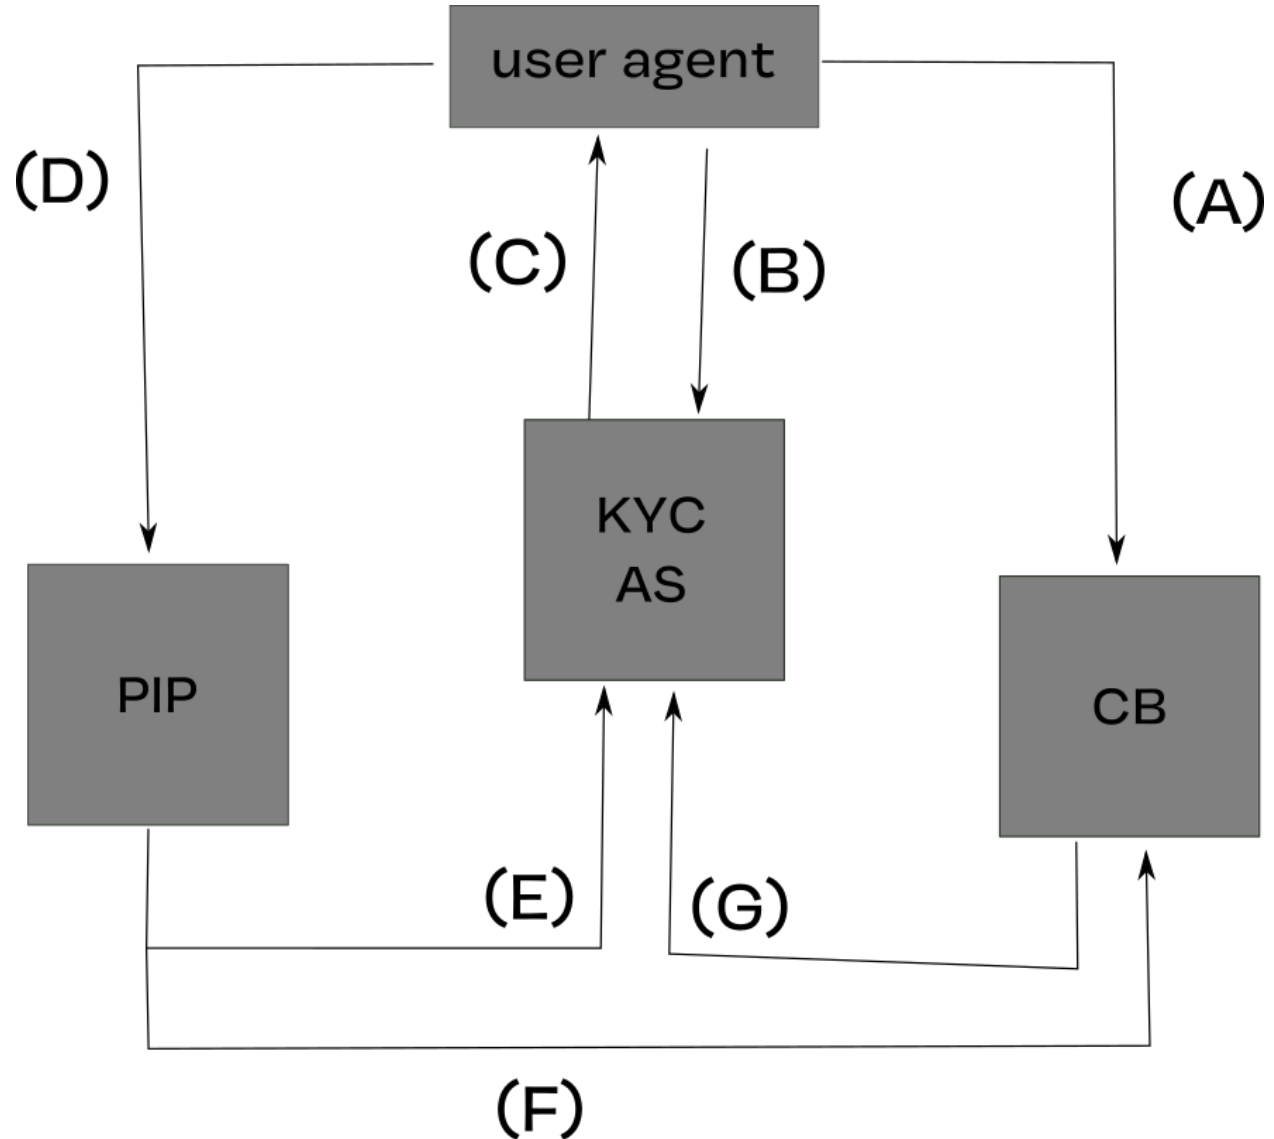 user agent
(D)
(A)
(C)
(B)
KYC
AS
PIP
CB
(E)
(G)
(F)